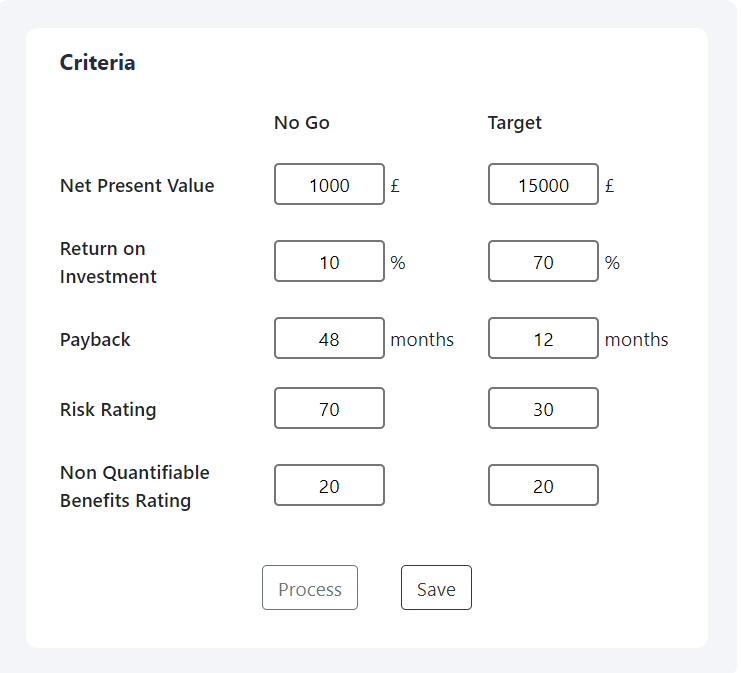 Criteria
No Go Target
Net Present Value 1000 £ 15000 £
Return on
Investment 10 % 70 %
Payback 48 months 12 months
Risk Rating 70 30
Non Quantifiable
Benefits Rating 20 20
Process Save